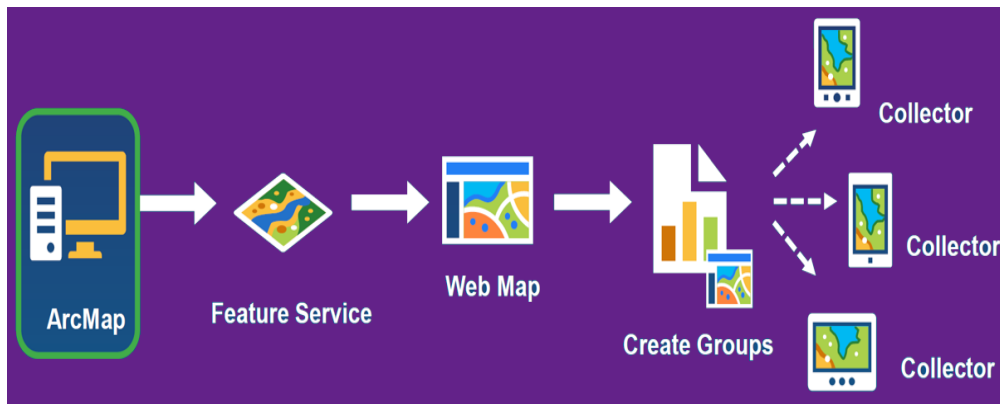 ArcMap
Feature Service
Web Map
Create Groups
Collector
Collector
Collector